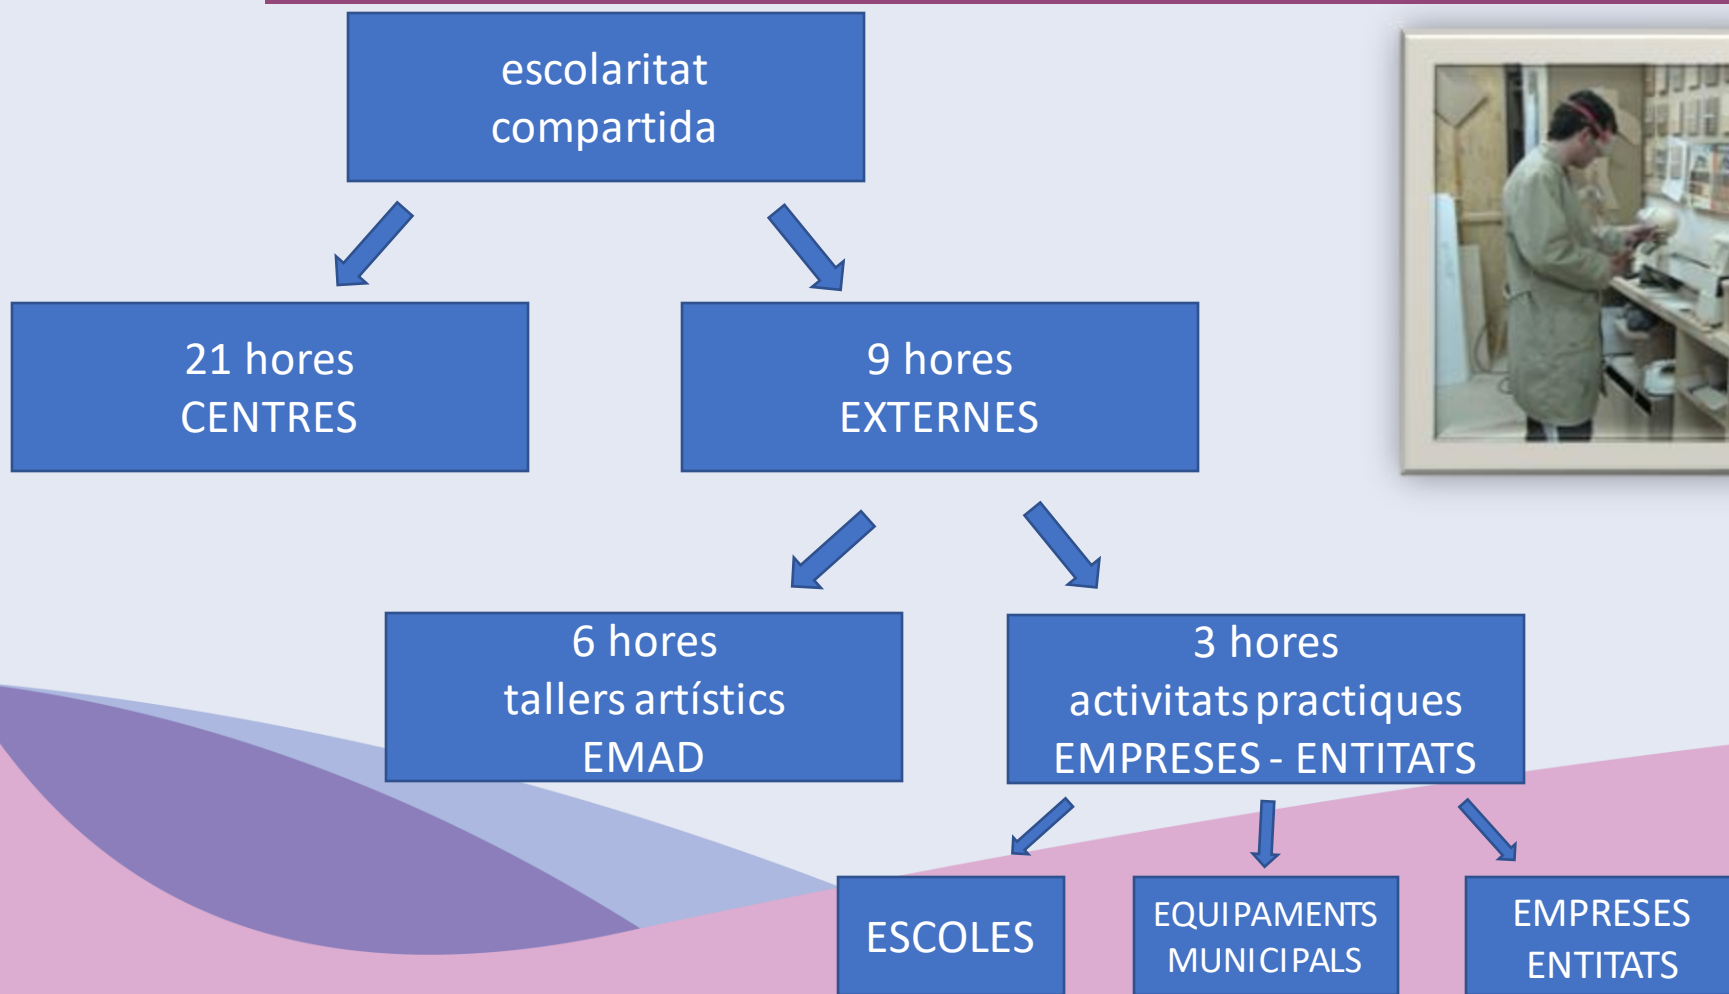 escolaritat
compartida
21 hores
CENTRES
9 hores
EXTERNES
6 hores
tallers artístics
EMAD
3 hores
activitats practiques
EMPRESES - ENTITATS
ESCOLES
EQUIPAMENTS
MUNICIPALS
EMPRESES
ENTITATS